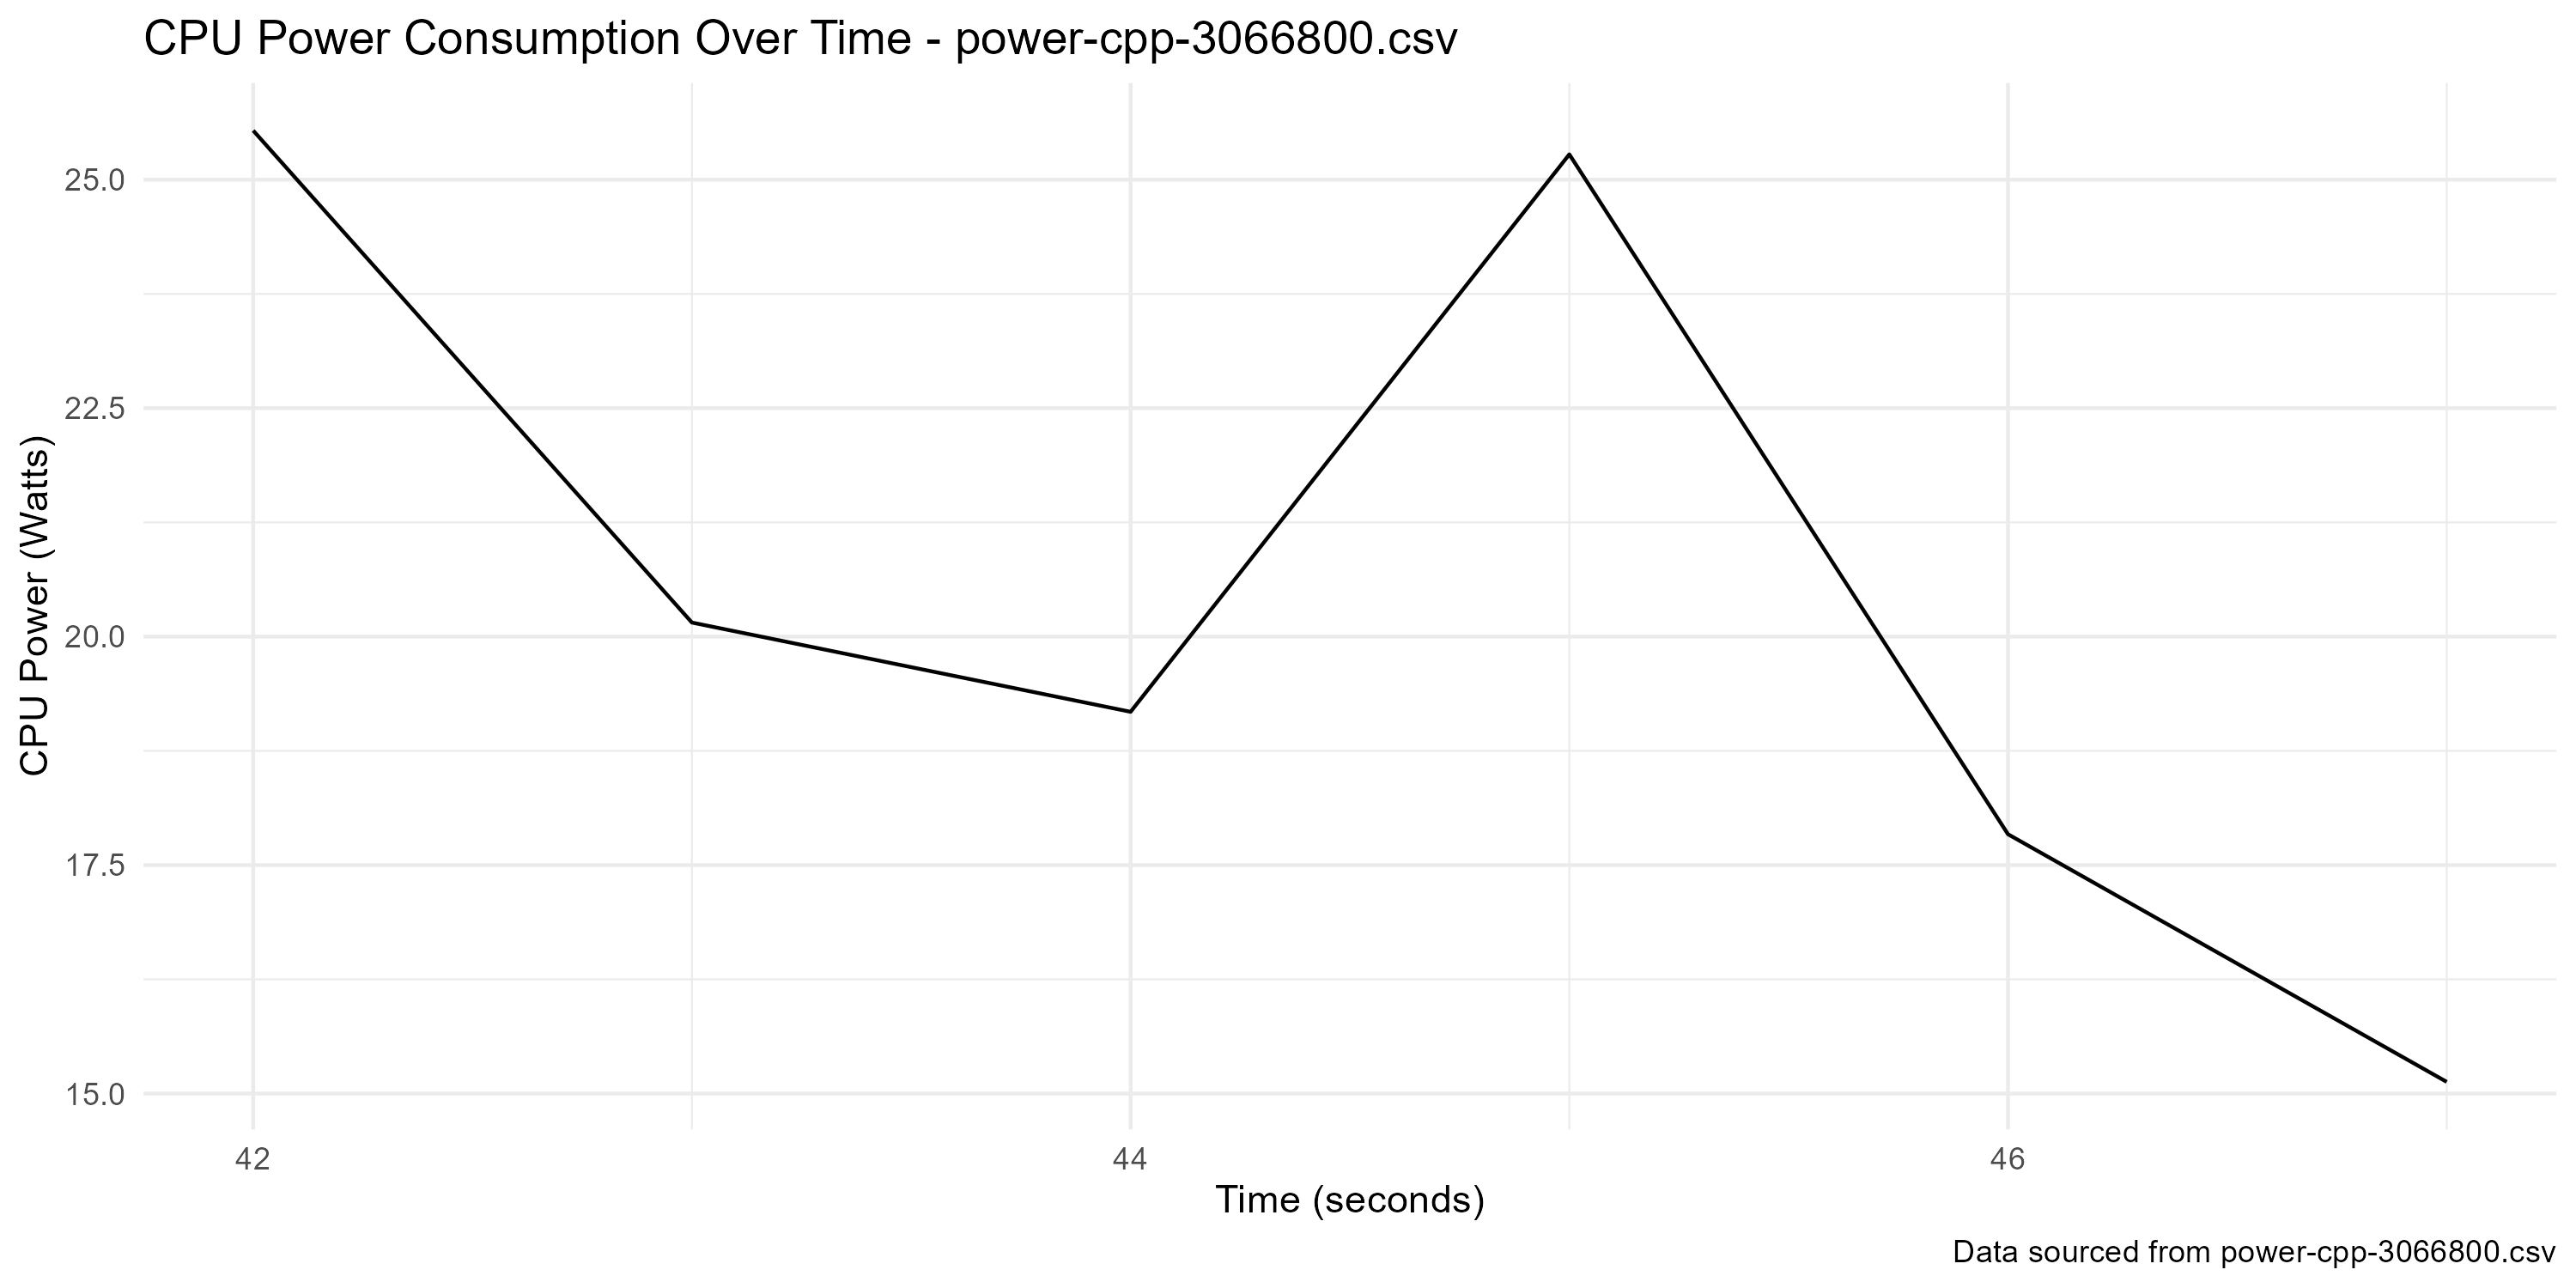 CPU Power Consumption Over Time - power-cpp-3066800.csv
CPU Power (Watts)
25.0
22.5
20.0
17.5
15.0
42 44 46
Time (seconds)
Data sourced from power-cpp-3066800.csv